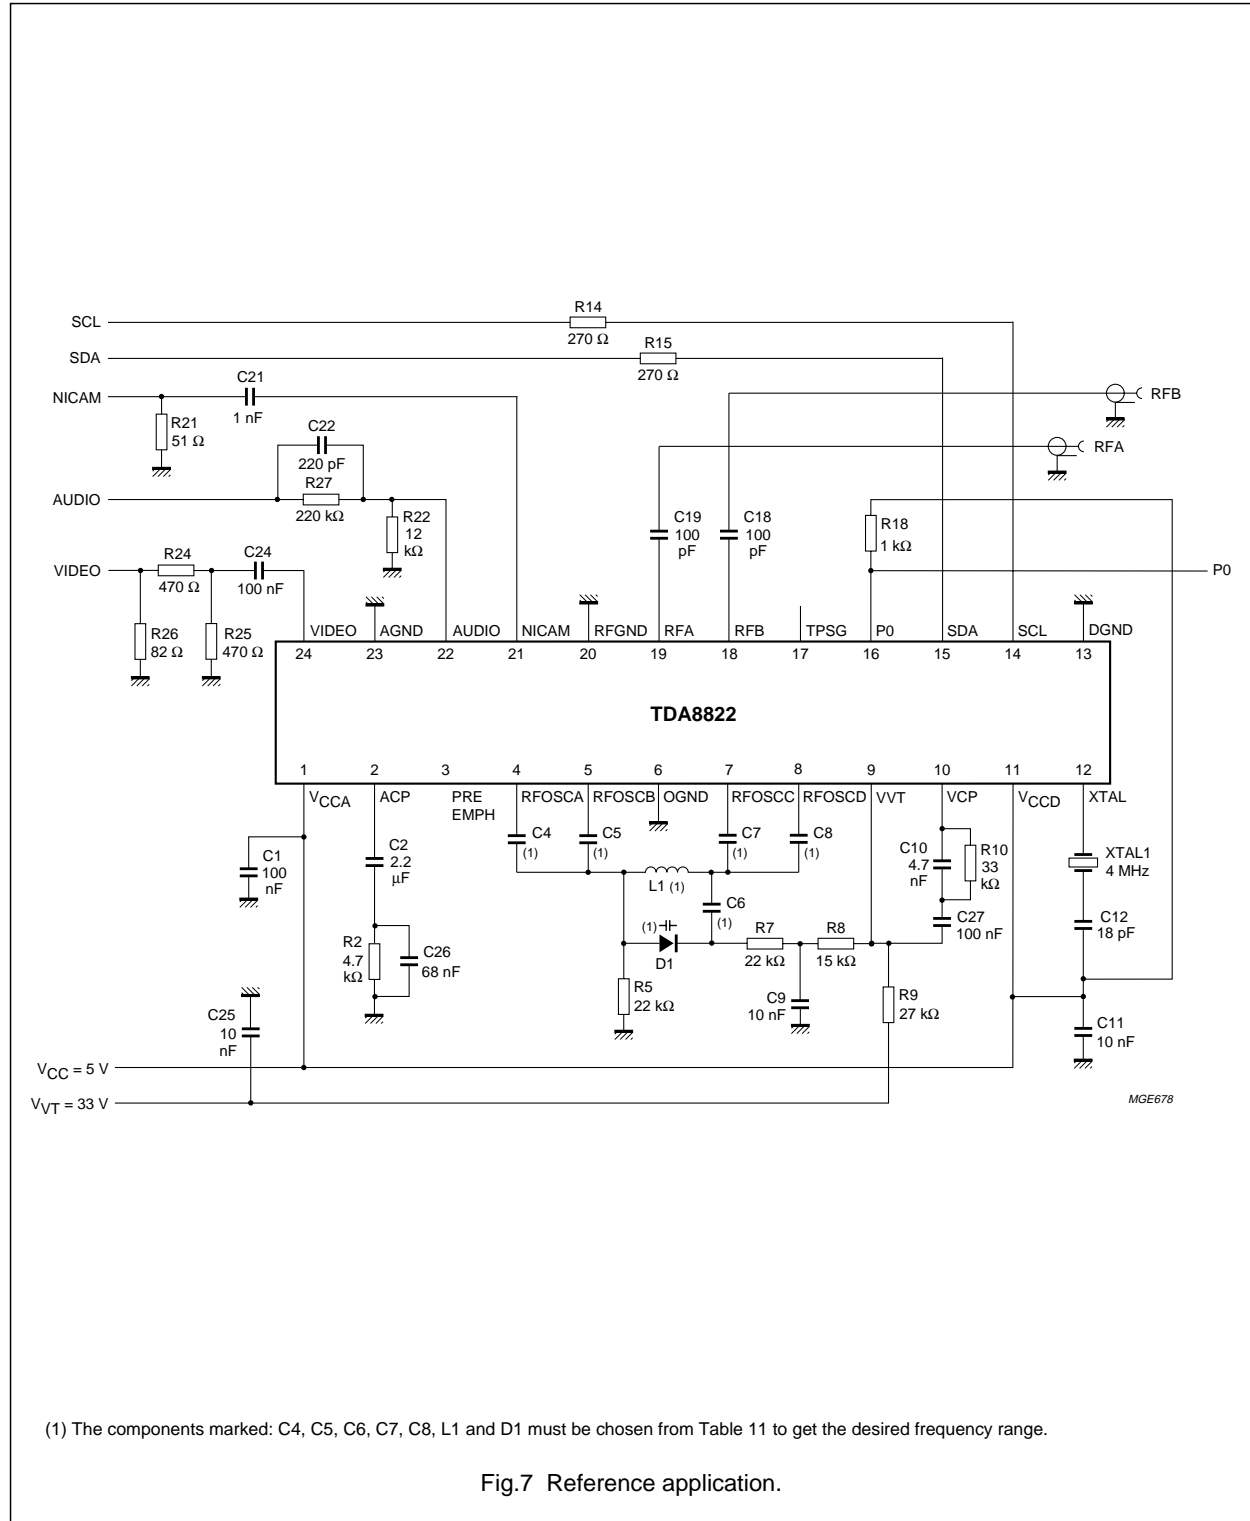 SCL
R14
270 Ω
SDA
R15
270 Ω
NICAM
C21
1 nF
R21
51 Ω
RFB
RFA
C22
220 pF
AUDIO
R27
220 kΩ
R22
12
kΩ
C19
100
pF
C18
100
pF
R18
1 kΩ
VIDEO
R24
470 Ω
C24
100 nF
P0
R26
82 Ω
R25
470 Ω
VIDEO AGND AUDIO NICAM RFGND RFA RFB TPSG P0 SDA SCL DGND
24 23 22 21 20 19 18 17 16 15 14 13
TDA8822
1 2 3 4 5 6 7 8 9 10 11 12
VCCA ACP PRE EMPH RFOSCA RFOSCB OGND RFOSCC RFOSCD VVT VCP VCCD XTAL
C1
100
nF
C2
2.2
µF
C4
(1)
C5
(1)
C7
(1)
C8
(1)
L1 (1)
C6
(1)
C10
4.7
nF
R10
33
kΩ
XTAL1
4 MHz
R2
4.7
kΩ
C26
68 nF
(1)
D1
R7
22 kΩ
R8
15 kΩ
C27
100 nF
C12
18 pF
R5
22 kΩ
C9
10 nF
R9
27 kΩ
C11
10 nF
C25
10
nF
VCC = 5 V
VVT = 33 V
MGE678
(1) The components marked: C4, C5, C6, C7, C8, L1 and D1 must be chosen from Table 11 to get the desired frequency range.
Fig.7 Reference application.